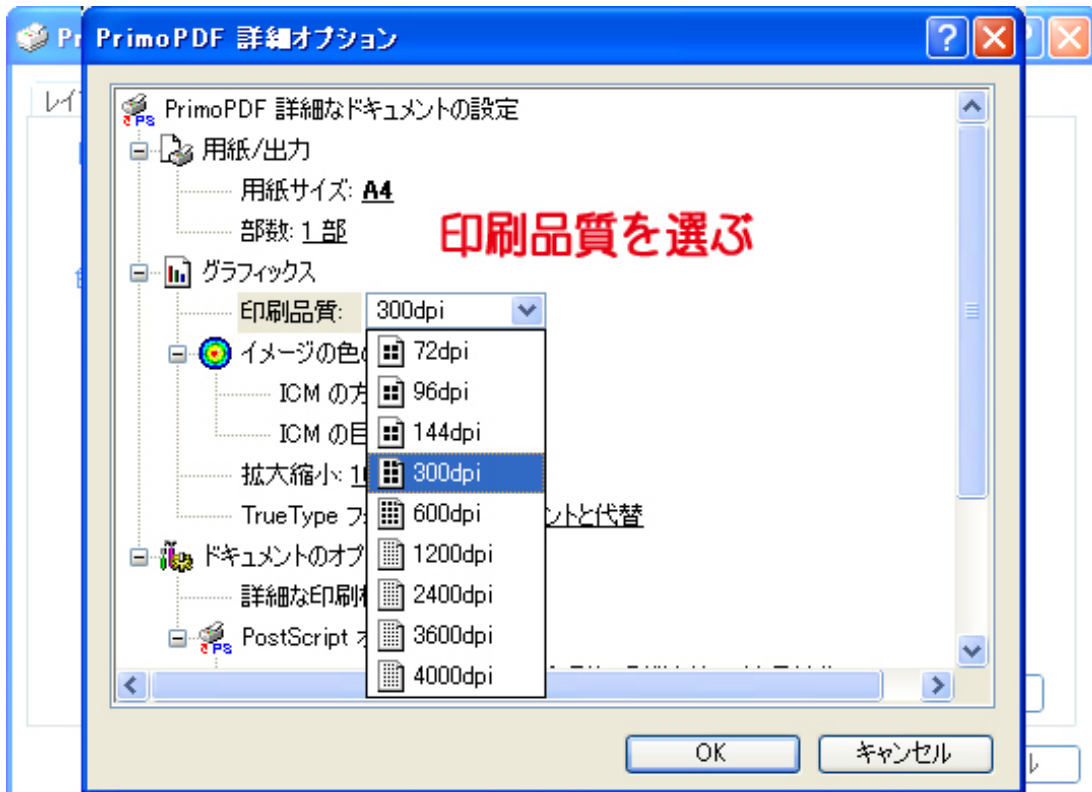 Pr PrimoPDF 詳細オプション
レイ
PrimoPDF 詳細なドキュメントの設定
用紙/出力
用紙サイズ: A4
部数: 1 部
印刷品質を選ぶ
グラフィックス
印刷品質: 300dpi
72dpi
イメージの色の
96dpi
ICM の方
144dpi
ICM の目
300dpi
拡大縮小:
600dpi
TrueType フ ントと代替
1200dpi
ドキュメントのオプ
2400dpi
詳細な印刷
3600dpi
PostScript オ
4000dpi
OK キャンセル ル